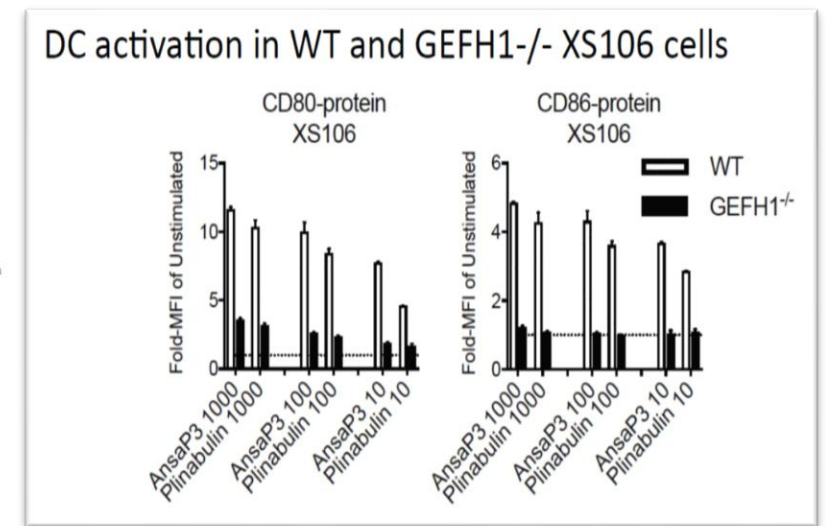 DC activation in WT and GEFH1-/- XS106 cells
CD80-protein
XS106
Fold-MFI of Unstimulated
15
10
5
0
AnsaP3 1000
Plinabulin 1000
AnsaP3 100
Plinabulin 100
AnsaP3 10
Plinabulin 10
CD86-protein
XS106
Fold-MFI of Unstimulated
6
4
2
0
AnsaP3 1000
Plinabulin 1000
AnsaP3 100
Plinabulin 100
AnsaP3 10
Plinabulin 10
WT
GEFH1-/-